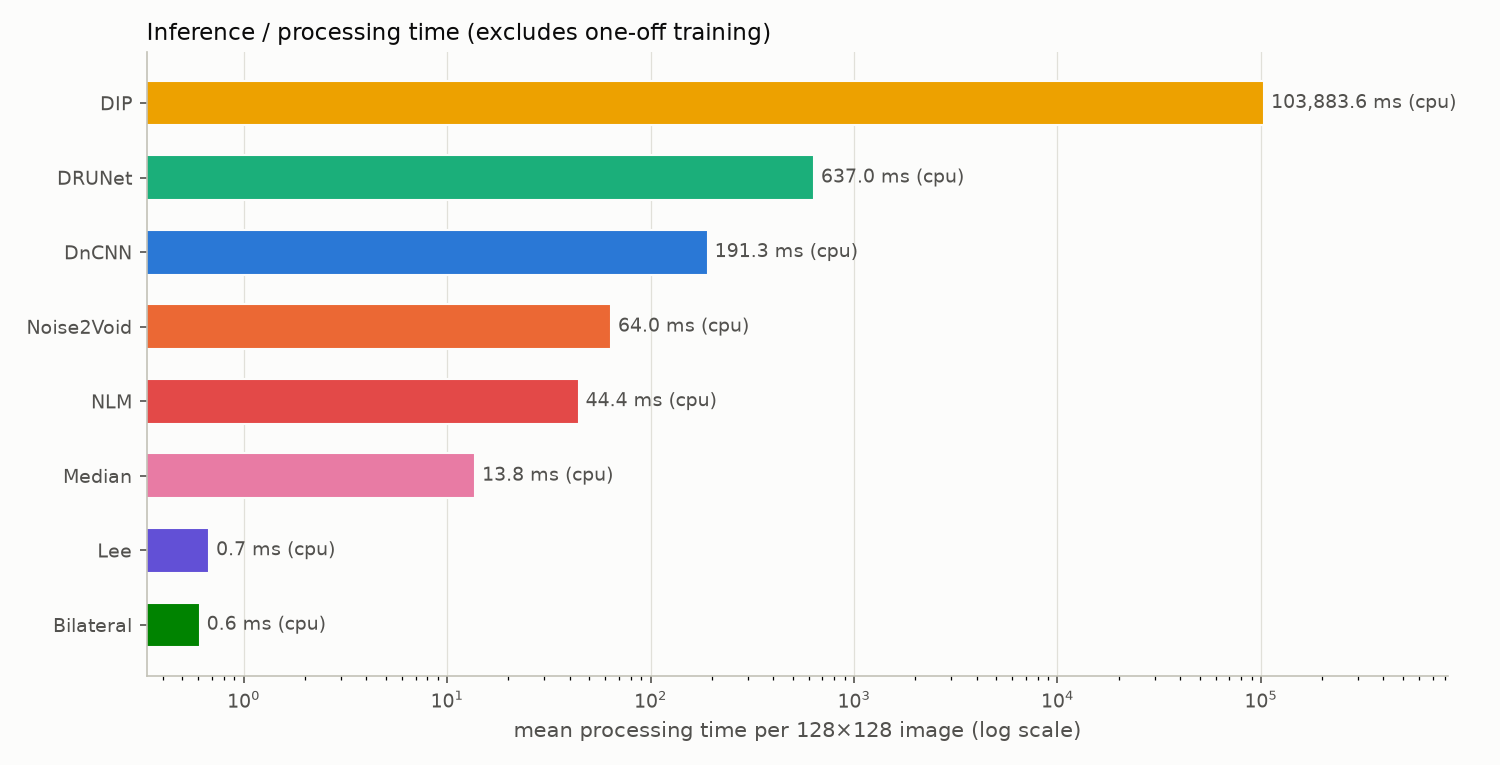 Inference / processing time (excludes one-off training)
DIP 103,883.6 ms (cpu)
DRUNet 637.0 ms (cpu)
DnCNN 191.3 ms (cpu)
Noise2Void 64.0 ms (cpu)
NLM 44.4 ms (cpu)
Median 13.8 ms (cpu)
Lee 0.7 ms (cpu)
Bilateral 0.6 ms (cpu)
10⁰ 10¹ 10² 10³ 10⁴ 10⁵
mean processing time per 128×128 image (log scale)